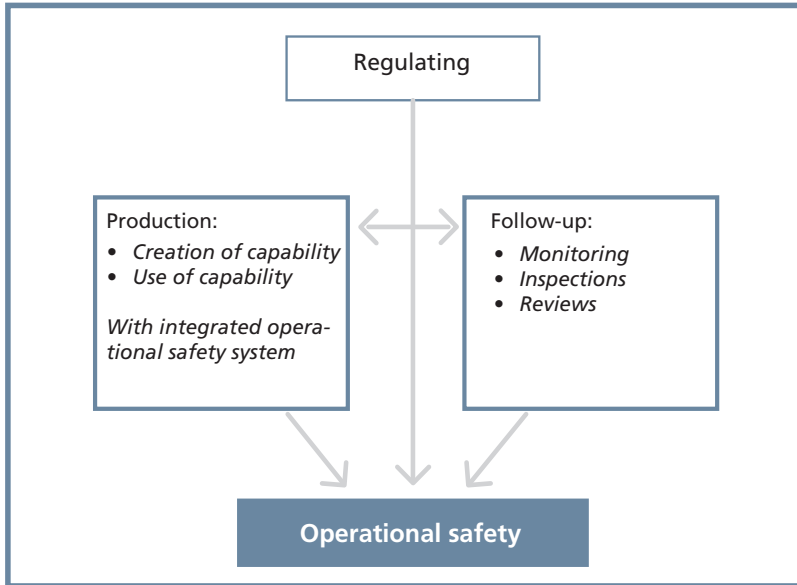 Regulating
Production:
• Creation of capability
• Use of capability
With integrated opera-
tional safety system
Follow-up:
• Monitoring
• Inspections
• Reviews
Operational safety